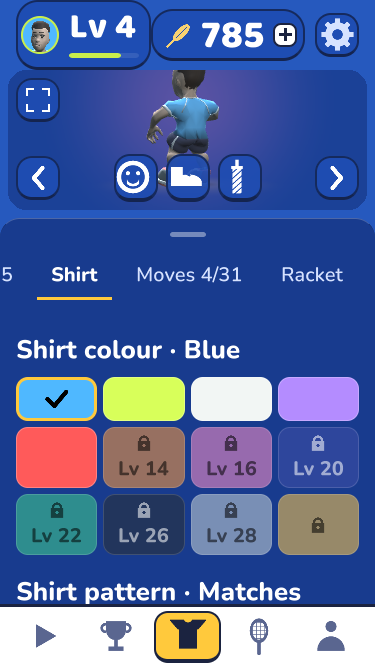 Lv 4
785
5
Shirt
Moves 4/31
Racket
Shirt colour · Blue
Lv 14
Lv 16
Lv 20
Lv 22
Lv 26
Lv 28
Shirt pattern · Matches